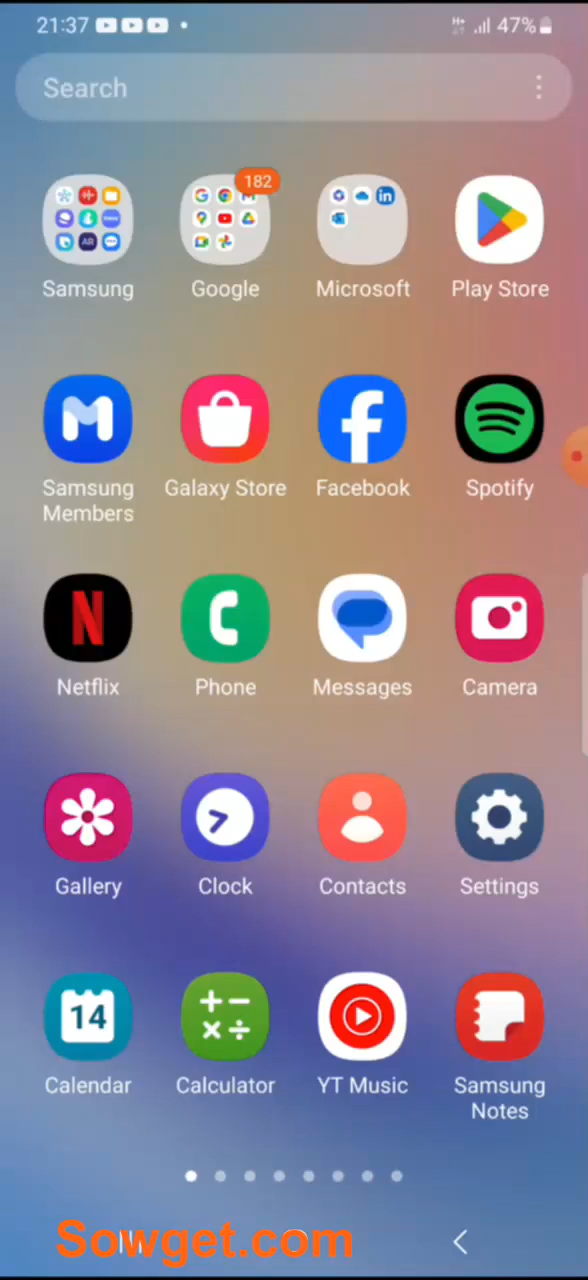 21:37
47%
Search
182
Samsung
Google
Microsoft
Play Store
Samsung Members
Galaxy Store
Facebook
Spotify
Netflix
Phone
Messages
Camera
Gallery
Clock
Contacts
Settings
14
Calendar
Calculator
YT Music
Samsung Notes
Sowget.com